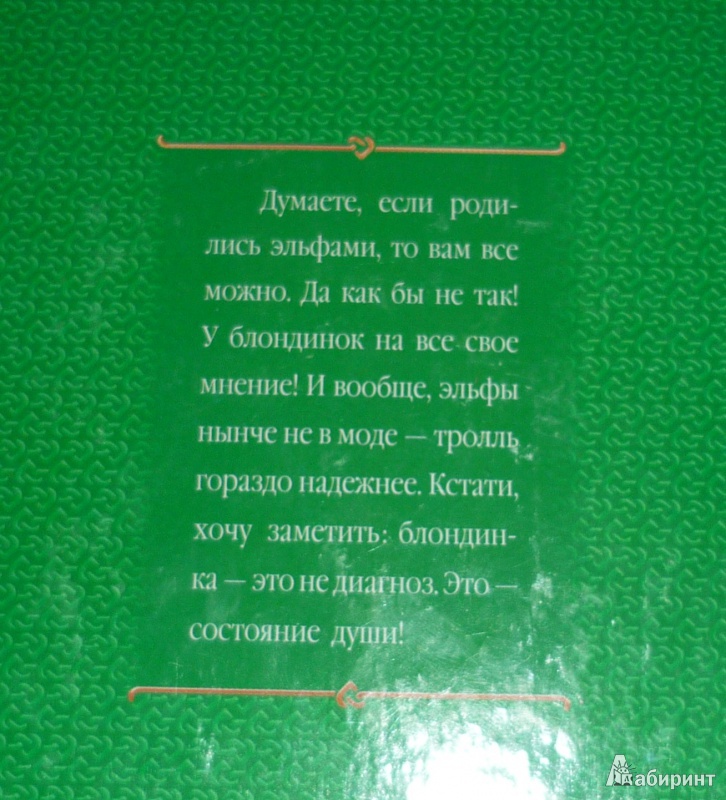 Думаете, если роди-
лись эльфами, то вам все
можно. Да как бы не так!
У блондинок на все свое
мнение! И вообще, эльфы
нынче не в моде — тролль
гораздо надежнее. Кстати,
хочу заметить: блондин-
ка — это не диагноз. Это —
состояние души!
Лабиринт